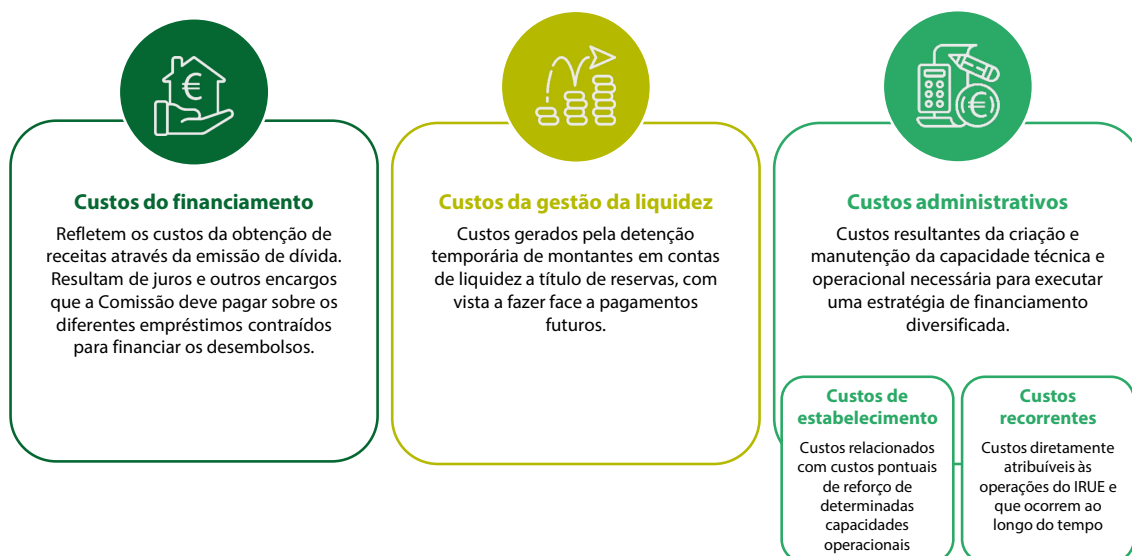 Custos do financiamento
Refletem os custos da obtenção de
receitas através da emissão de dívida.
Resultam de juros e outros encargos
que a Comissão deve pagar sobre os
diferentes empréstimos contraídos
para financiar os desembolsos.
Custos da gestão da liquidez
Custos gerados pela detenção
temporária de montantes em contas
de liquidez a título de reservas, com
vista a fazer face a pagamentos
futuros.
Custos administrativos
Custos resultantes da criação e
manutenção da capacidade técnica e
operacional necessária para executar
uma estratégia de financiamento
diversificada.
Custos de
estabelecimento
Custos relacionados
com custos pontuais
de reforço de
determinadas
capacidades
operacionais
Custos
recorrentes
Custos diretamente
atribuíveis às
operações do IRUE e
que ocorrem ao
longo do tempo